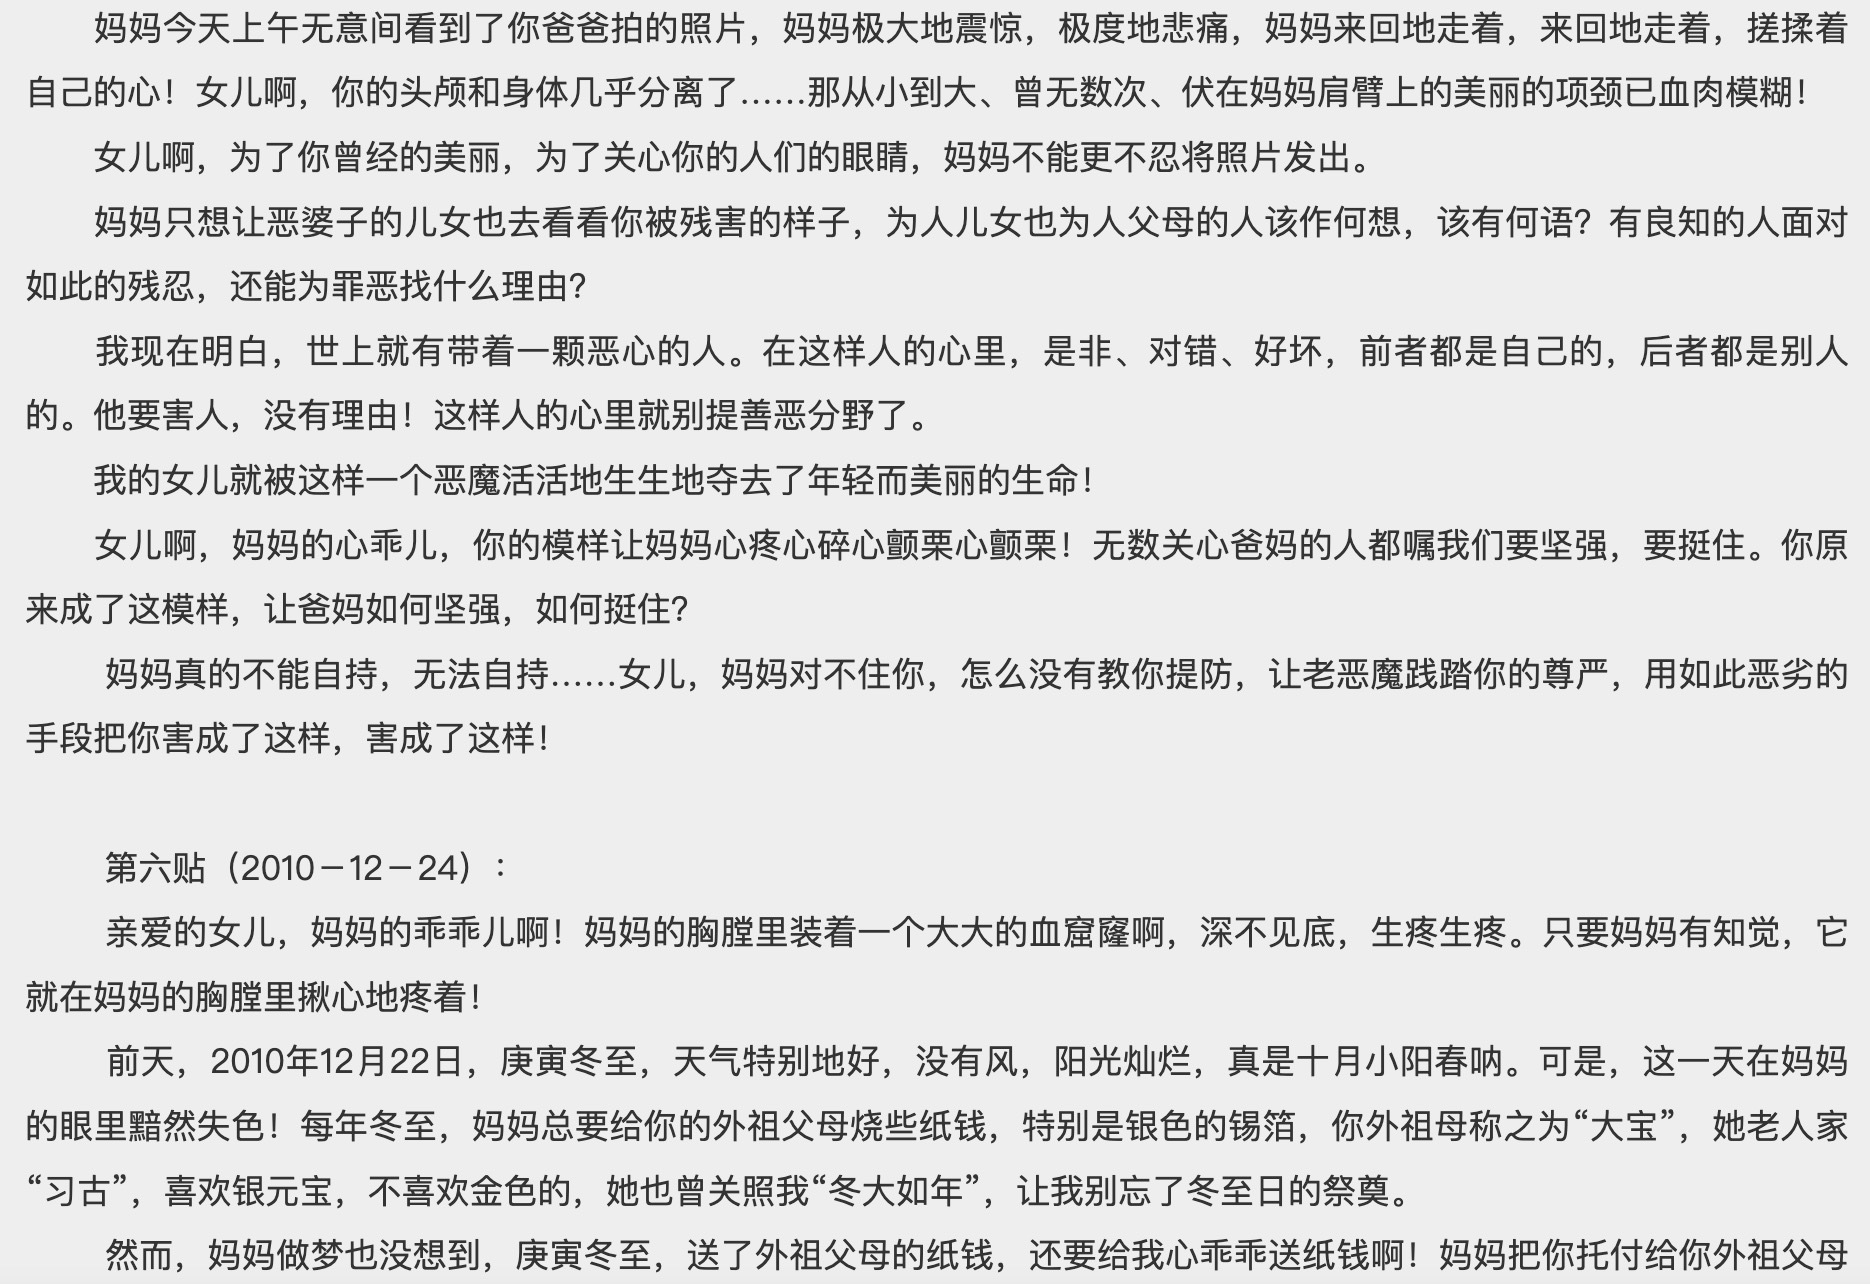 妈妈今天上午无意间看到了你爸爸拍的照片，妈妈极大地震惊，极度地悲痛，妈妈来回地走着，来回地走着，搓揉着
自己的心！女儿啊，你的头颅和身体几乎分离了……那从小到大、曾无数次、伏在妈妈肩臂上的美丽的项颈已血肉模糊！
女儿啊，为了你曾经的美丽，为了关心你的人们的眼睛，妈妈不能更不忍将照片发出。
妈妈只想让恶婆子的儿女也去看看你被残害的样子，为人儿女也为人父母的人该作何想，该有何语？有良知的人面对
如此的残忍，还能为罪恶找什么理由？
我现在明白，世上就有带着一颗恶心的人。在这样人的心里，是非、对错、好坏，前者都是自己的，后者都是别人
的。他要害人，没有理由！这样人的心里就别提善恶分野了。
我的女儿就被这样一个恶魔活活地生生地夺去了年轻而美丽的生命！
女儿啊，妈妈的心乖儿，你的模样让妈妈心疼心碎心颤栗心颤栗！无数关心爸妈的人都嘱我们要坚强，要挺住。你原
来成了这模样，让爸妈如何坚强，如何挺住？
妈妈真的不能自持，无法自持……女儿，妈妈对不住你，怎么没有教你提防，让老恶魔践踏你的尊严，用如此恶劣的
手段把你害成了这样，害成了这样！
第六贴（2010－12－24）：
亲爱的女儿，妈妈的乖乖儿啊！妈妈的胸膛里装着一个大大的血窟窿啊，深不见底，生疼生疼。只要妈妈有知觉，它
就在妈妈的胸膛里揪心地疼着！
前天，2010年12月22日，庚寅冬至，天气特别地好，没有风，阳光灿烂，真是十月小阳春呐。可是，这一天在妈妈
的眼里黯然失色！每年冬至，妈妈总要给你的外祖父母烧些纸钱，特别是银色的锡箔，你外祖母称之为“大宝”，她老人家
“习古”，喜欢银元宝，不喜欢金色的，她也曾关照我“冬大如年”，让我别忘了冬至日的祭奠。
然而，妈妈做梦也没想到，庚寅冬至，送了外祖父母的纸钱，还要给我心乖乖送纸钱啊！妈妈把你托付给你外祖父母